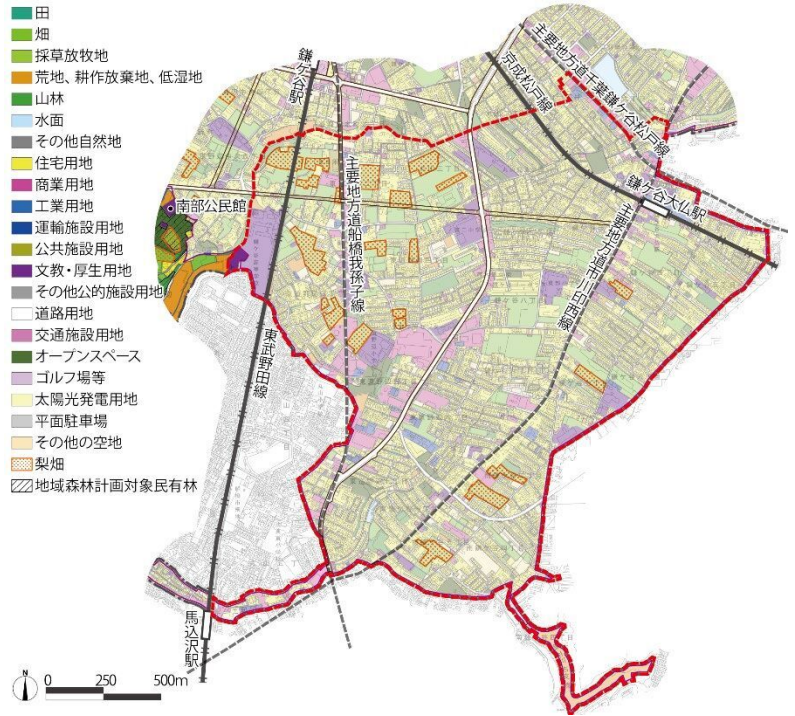 田
畑
採草放牧地
荒地、耕作放棄地、低湿地
山林
水面
その他自然地
住宅用地
商業用地
工業用地
運輸施設用地
公共施設用地
文教・厚生用地
その他公的施設用地
道路用地
交通施設用地
オープンスペース
ゴルフ場等
太陽光発電用地
平面駐車場
その他の空地
梨畑
地域森林計画対象民有林
鎌ケ谷駅
京成松戸線
主要地方道千葉鎌ケ谷松戸線
南部公民館
主要地方道船橋我孫子線
鎌ケ谷大仏駅
主要地方道市川印西線
東武野田線
馬込沢駅
N
0 250 500m